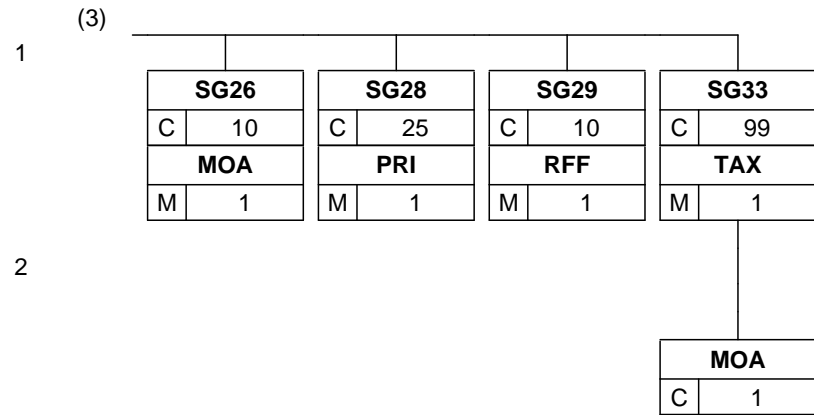 (3)
1
SG26 SG28 SG29 SG33
C 10 C 25 C 10 C 99
MOA PRI RFF TAX
M 1 M 1 M 1 M 1
2
MOA
C 1